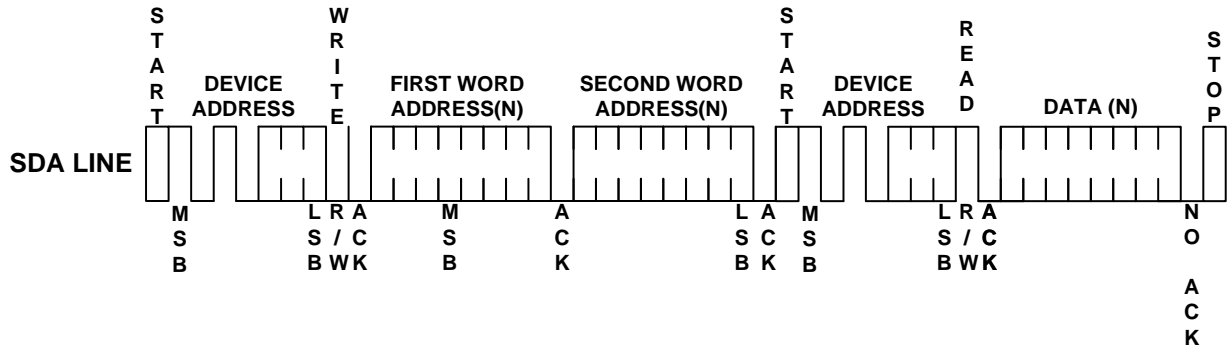 START
WRITE
START
READ
STOP
DEVICE
ADDRESS
FIRST WORD
ADDRESS(N)
SECOND WORD
ADDRESS(N)
DEVICE
ADDRESS
DATA (N)
SDA LINE
MSB
LSB
R/W
ACK
MSB
ACK
LSB
ACK
MSB
LSB
R/W
ACK
NO ACK